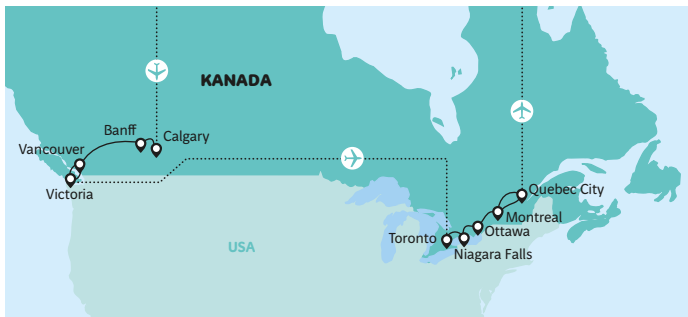 KANADA
Banff
Calgary
Vancouver
Victoria
Quebec City
Montreal
Ottawa
Toronto
Niagara Falls
USA